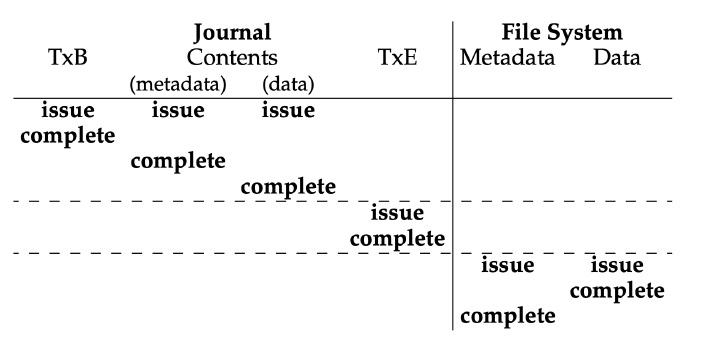 Journal File System
TxB Contents TxE Metadata Data
(metadata) (data)
issue issue issue
complete
complete
complete
issue
complete
issue issue
complete
complete